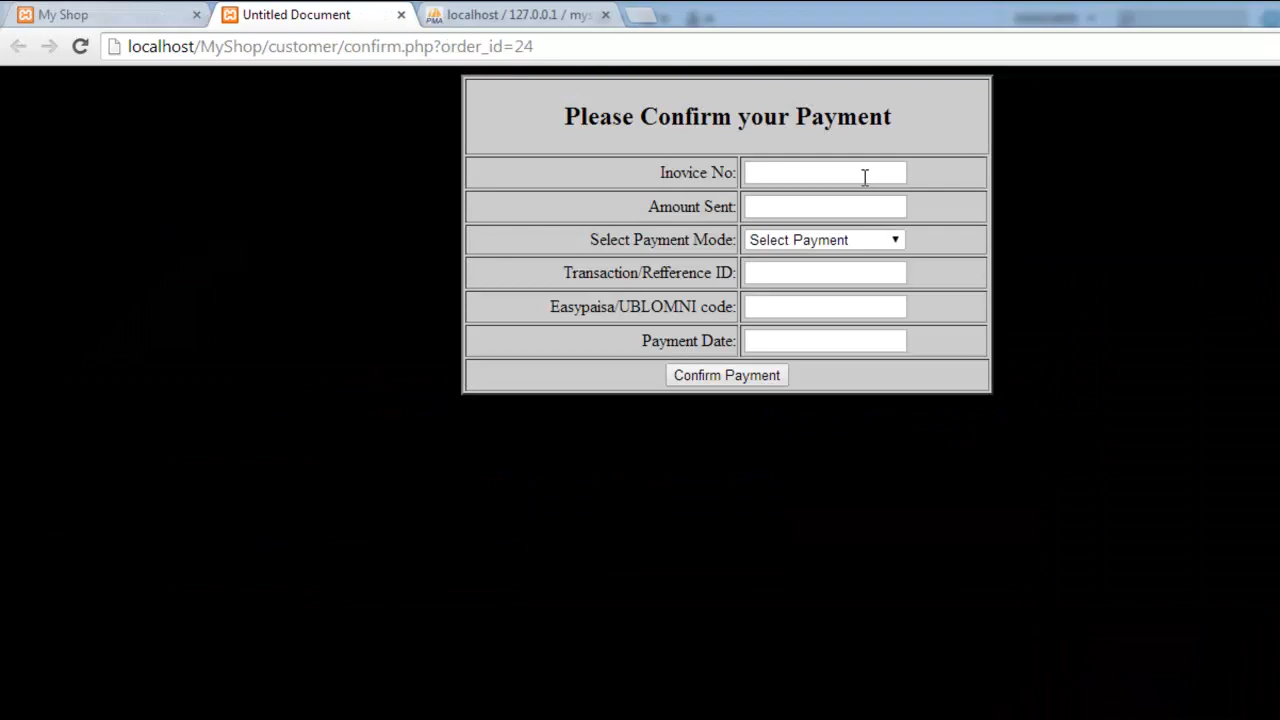 My Shop
Untitled Document
localhost / 127.0.0.1 / mys
localhost/MyShop/customer/confirm.php?order_id=24
Please Confirm your Payment
Inovice No:
Amount Sent:
Select Payment Mode: Select Payment
Transaction/Refference ID:
Easypaisa/UBLOMNI code:
Payment Date:
Confirm Payment